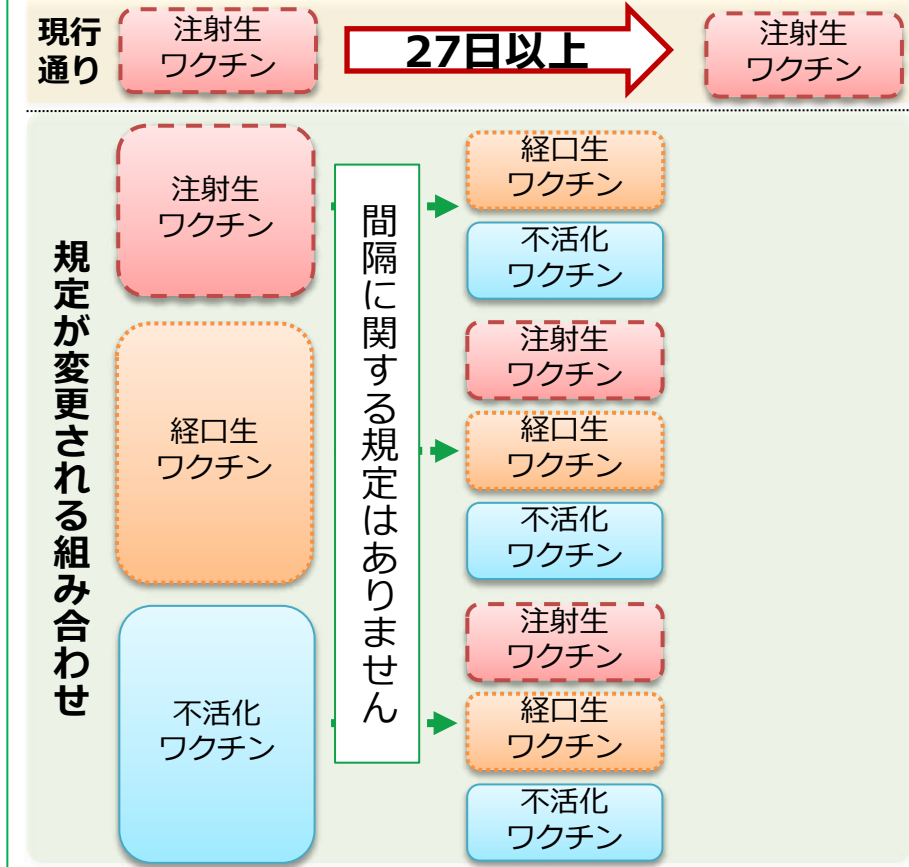 現行
通り
注射生
ワクチン
27日以上
注射生
ワクチン
規定が変更される組み合わせ
注射生
ワクチン
間隔に関する規定はありません
経口生
ワクチン
不活化
ワクチン
経口生
ワクチン
注射生
ワクチン
経口生
ワクチン
不活化
ワクチン
不活化
ワクチン
注射生
ワクチン
経口生
ワクチン
不活化
ワクチン